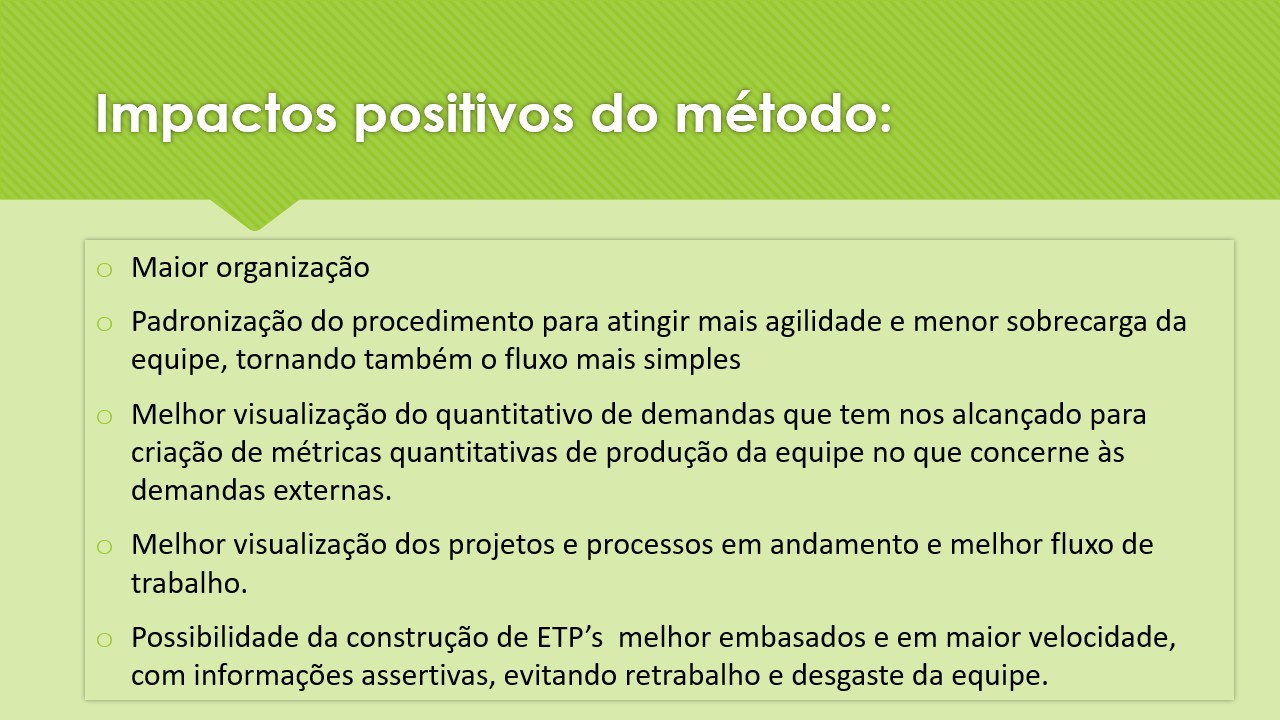 Impactos positivos do método:
o Maior organização
o Padronização do procedimento para atingir mais agilidade e menor sobrecarga da
equipe, tornando também o fluxo mais simples
o Melhor visualização do quantitativo de demandas que tem nos alcançado para
criação de métricas quantitativas de produção da equipe no que concerne às
demandas externas.
o Melhor visualização dos projetos e processos em andamento e melhor fluxo de
trabalho.
o Possibilidade da construção de ETP’s  melhor embasados e em maior velocidade,
com informações assertivas, evitando retrabalho e desgaste da equipe.